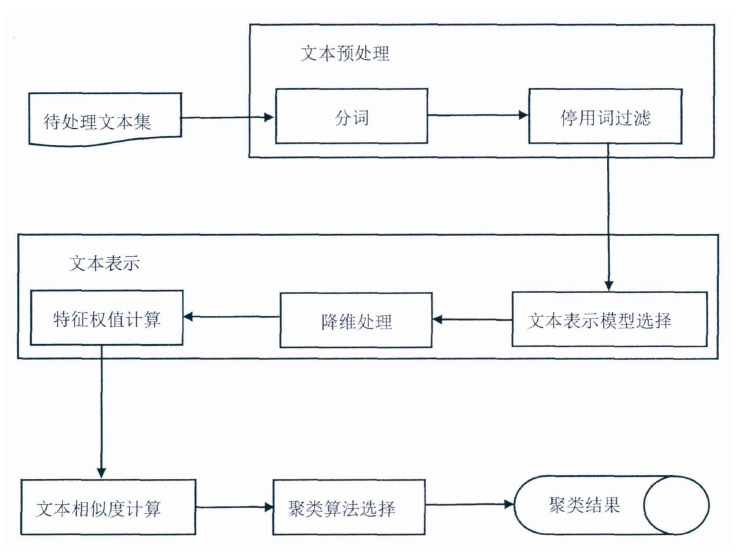 文本预处理
待处理文本集
分词
停用词过滤
文本表示
文本表示模型选择
降维处理
特征权值计算
文本相似度计算
聚类算法选择
聚类结果